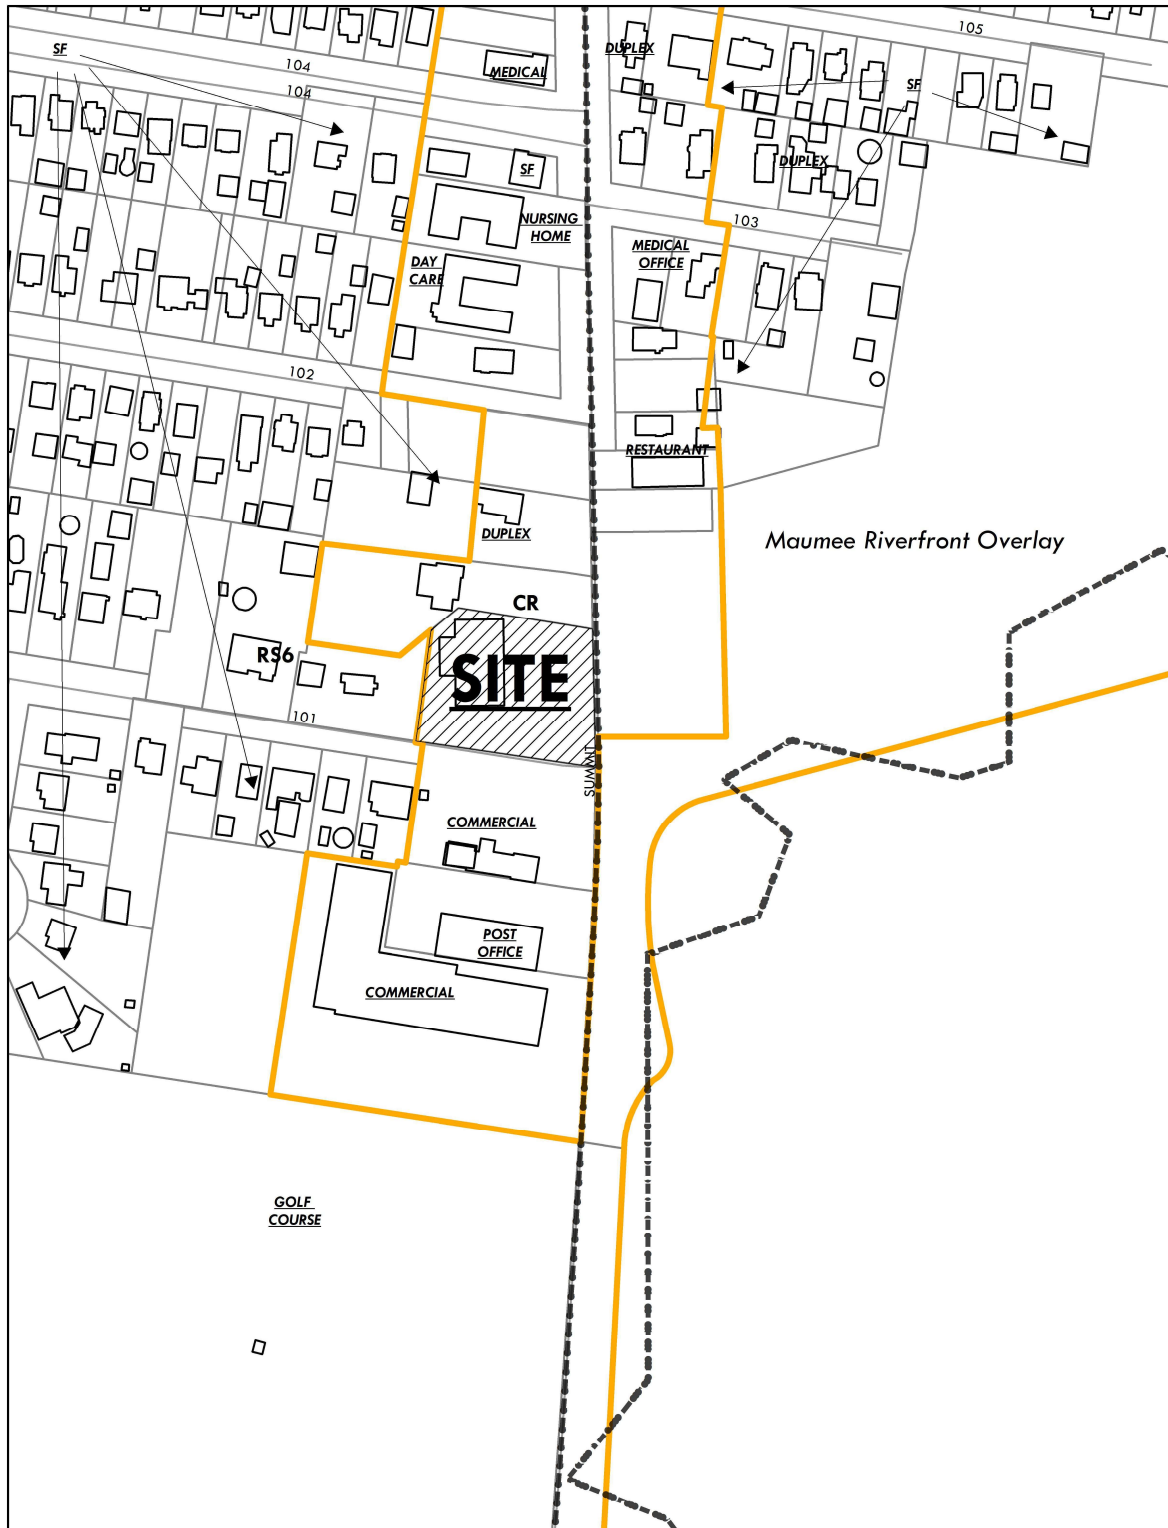 105
SF
DUPLEX
104
MEDICAL
SF
104
DUPLEX
SF
NURSING
HOME
103
MEDICAL
OFFICE
DAY
CARE
102
RESTAURANT
DUPLEX
Maumee Riverfront Overlay
CR
RS6
SITE
101
SUMMIT
COMMERCIAL
POST
OFFICE
COMMERCIAL
GOLF
COURSE